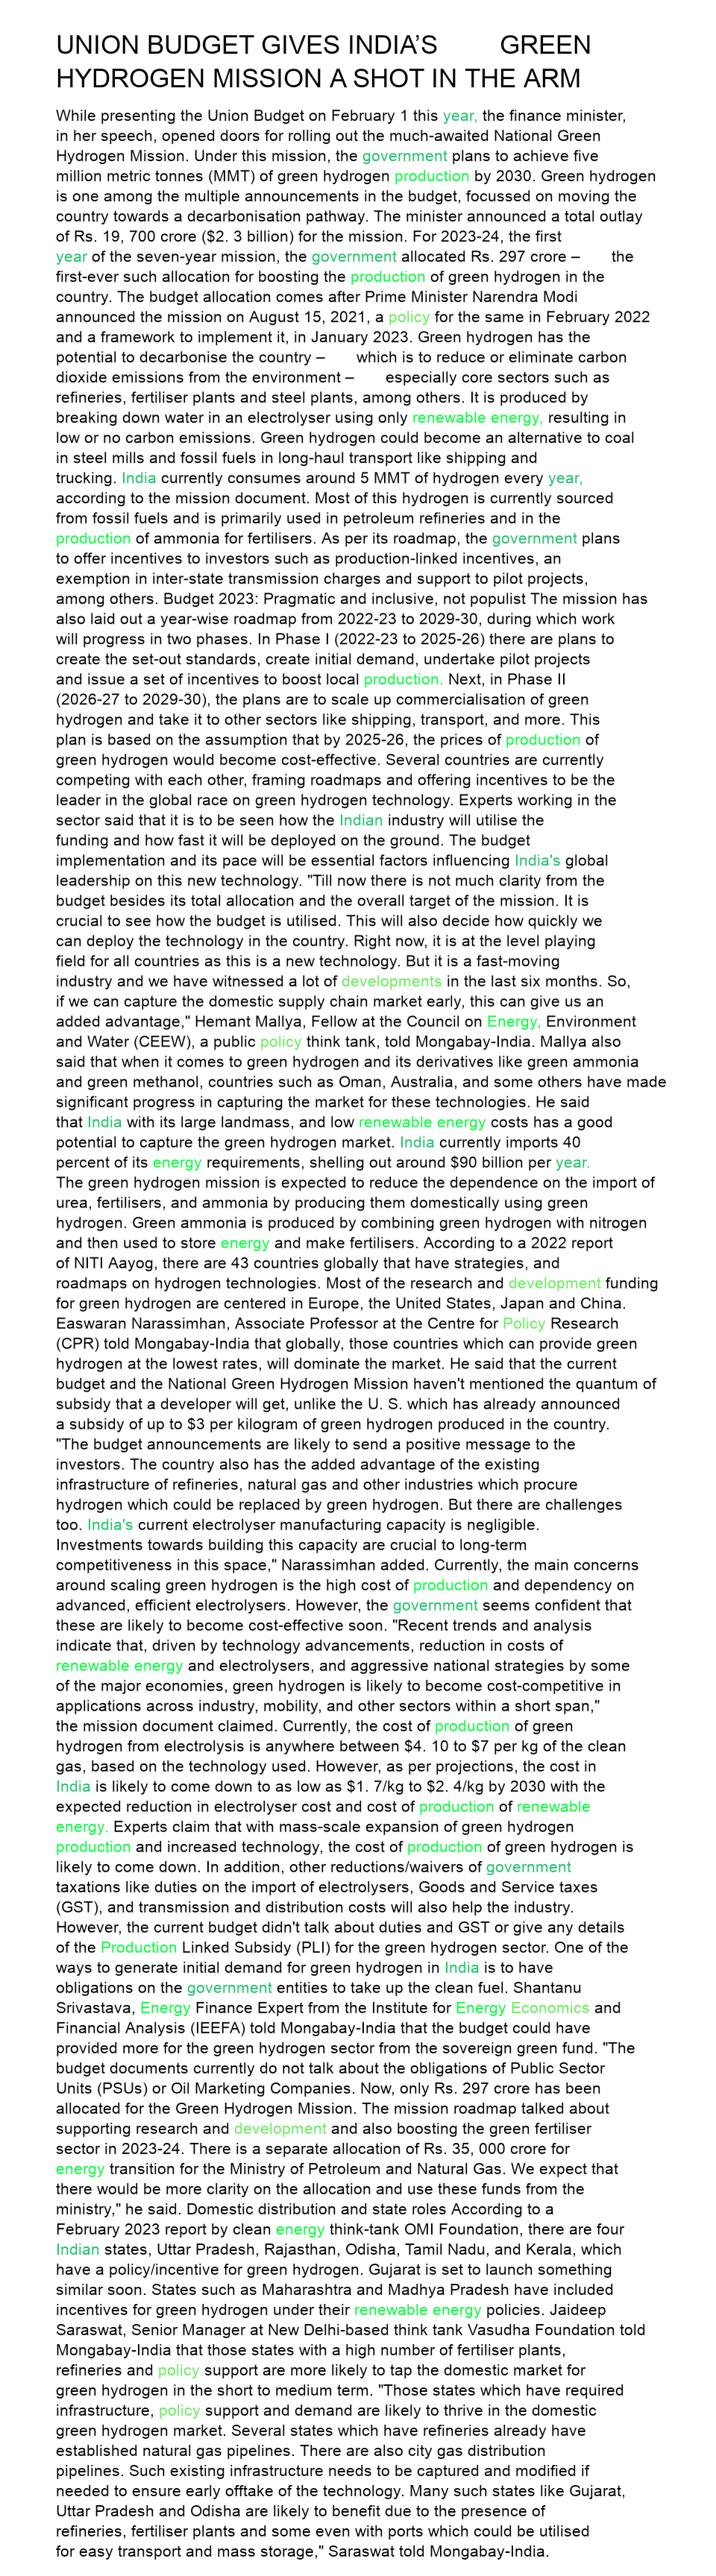 UNION BUDGET GIVES INDIA’S GREEN
HYDROGEN MISSION A SHOT IN THE ARM
While presenting the Union Budget on February 1 this year, the finance minister,
in her speech, opened doors for rolling out the much-awaited National Green
Hydrogen Mission. Under this mission, the government plans to achieve five
million metric tonnes (MMT) of green hydrogen production by 2030. Green hydrogen
is one among the multiple announcements in the budget, focussed on moving the
country towards a decarbonisation pathway. The minister announced a total outlay
of Rs. 19, 700 crore ($2. 3 billion) for the mission. For 2023-24, the first
year of the seven-year mission, the government allocated Rs. 297 crore – the
first-ever such allocation for boosting the production of green hydrogen in the
country. The budget allocation comes after Prime Minister Narendra Modi
announced the mission on August 15, 2021, a policy for the same in February 2022
and a framework to implement it, in January 2023. Green hydrogen has the
potential to decarbonise the country – which is to reduce or eliminate carbon
dioxide emissions from the environment – especially core sectors such as
refineries, fertiliser plants and steel plants, among others. It is produced by
breaking down water in an electrolyser using only renewable energy, resulting in
low or no carbon emissions. Green hydrogen could become an alternative to coal
in steel mills and fossil fuels in long-haul transport like shipping and
trucking. India currently consumes around 5 MMT of hydrogen every year,
according to the mission document. Most of this hydrogen is currently sourced
from fossil fuels and is primarily used in petroleum refineries and in the
production of ammonia for fertilisers. As per its roadmap, the government plans
to offer incentives to investors such as production-linked incentives, an
exemption in inter-state transmission charges and support to pilot projects,
among others. Budget 2023: Pragmatic and inclusive, not populist The mission has
also laid out a year-wise roadmap from 2022-23 to 2029-30, during which work
will progress in two phases. In Phase I (2022-23 to 2025-26) there are plans to
create the set-out standards, create initial demand, undertake pilot projects
and issue a set of incentives to boost local production. Next, in Phase II
(2026-27 to 2029-30), the plans are to scale up commercialisation of green
hydrogen and take it to other sectors like shipping, transport, and more. This
plan is based on the assumption that by 2025-26, the prices of production of
green hydrogen would become cost-effective. Several countries are currently
competing with each other, framing roadmaps and offering incentives to be the
leader in the global race on green hydrogen technology. Experts working in the
sector said that it is to be seen how the Indian industry will utilise the
funding and how fast it will be deployed on the ground. The budget
implementation and its pace will be essential factors influencing India's global
leadership on this new technology. "Till now there is not much clarity from the
budget besides its total allocation and the overall target of the mission. It is
crucial to see how the budget is utilised. This will also decide how quickly we
can deploy the technology in the country. Right now, it is at the level playing
field for all countries as this is a new technology. But it is a fast-moving
industry and we have witnessed a lot of developments in the last six months. So,
if we can capture the domestic supply chain market early, this can give us an
added advantage," Hemant Mallya, Fellow at the Council on Energy, Environment
and Water (CEEW), a public policy think tank, told Mongabay-India. Mallya also
said that when it comes to green hydrogen and its derivatives like green ammonia
and green methanol, countries such as Oman, Australia, and some others have made
significant progress in capturing the market for these technologies. He said
that India with its large landmass, and low renewable energy costs has a good
potential to capture the green hydrogen market. India currently imports 40
percent of its energy requirements, shelling out around $90 billion per year.
The green hydrogen mission is expected to reduce the dependence on the import of
urea, fertilisers, and ammonia by producing them domestically using green
hydrogen. Green ammonia is produced by combining green hydrogen with nitrogen
and then used to store energy and make fertilisers. According to a 2022 report
of NITI Aayog, there are 43 countries globally that have strategies, and
roadmaps on hydrogen technologies. Most of the research and development funding
for green hydrogen are centered in Europe, the United States, Japan and China.
Easwaran Narassimhan, Associate Professor at the Centre for Policy Research
(CPR) told Mongabay-India that globally, those countries which can provide green
hydrogen at the lowest rates, will dominate the market. He said that the current
budget and the National Green Hydrogen Mission haven't mentioned the quantum of
subsidy that a developer will get, unlike the U. S. which has already announced
a subsidy of up to $3 per kilogram of green hydrogen produced in the country.
"The budget announcements are likely to send a positive message to the
investors. The country also has the added advantage of the existing
infrastructure of refineries, natural gas and other industries which procure
hydrogen which could be replaced by green hydrogen. But there are challenges
too. India's current electrolyser manufacturing capacity is negligible.
Investments towards building this capacity are crucial to long-term
competitiveness in this space," Narassimhan added. Currently, the main concerns
around scaling green hydrogen is the high cost of production and dependency on
advanced, efficient electrolysers. However, the government seems confident that
these are likely to become cost-effective soon. "Recent trends and analysis
indicate that, driven by technology advancements, reduction in costs of
renewable energy and electrolysers, and aggressive national strategies by some
of the major economies, green hydrogen is likely to become cost-competitive in
applications across industry, mobility, and other sectors within a short span,"
the mission document claimed. Currently, the cost of production of green
hydrogen from electrolysis is anywhere between $4. 10 to $7 per kg of the clean
gas, based on the technology used. However, as per projections, the cost in
India is likely to come down to as low as $1. 7/kg to $2. 4/kg by 2030 with the
expected reduction in electrolyser cost and cost of production of renewable
energy. Experts claim that with mass-scale expansion of green hydrogen
production and increased technology, the cost of production of green hydrogen is
likely to come down. In addition, other reductions/waivers of government
taxations like duties on the import of electrolysers, Goods and Service taxes
(GST), and transmission and distribution costs will also help the industry.
However, the current budget didn't talk about duties and GST or give any details
of the Production Linked Subsidy (PLI) for the green hydrogen sector. One of the
ways to generate initial demand for green hydrogen in India is to have
obligations on the government entities to take up the clean fuel. Shantanu
Srivastava, Energy Finance Expert from the Institute for Energy Economics and
Financial Analysis (IEEFA) told Mongabay-India that the budget could have
provided more for the green hydrogen sector from the sovereign green fund. "The
budget documents currently do not talk about the obligations of Public Sector
Units (PSUs) or Oil Marketing Companies. Now, only Rs. 297 crore has been
allocated for the Green Hydrogen Mission. The mission roadmap talked about
supporting research and development and also boosting the green fertiliser
sector in 2023-24. There is a separate allocation of Rs. 35, 000 crore for
energy transition for the Ministry of Petroleum and Natural Gas. We expect that
there would be more clarity on the allocation and use these funds from the
ministry," he said. Domestic distribution and state roles According to a
February 2023 report by clean energy think-tank OMI Foundation, there are four
Indian states, Uttar Pradesh, Rajasthan, Odisha, Tamil Nadu, and Kerala, which
have a policy/incentive for green hydrogen. Gujarat is set to launch something
similar soon. States such as Maharashtra and Madhya Pradesh have included
incentives for green hydrogen under their renewable energy policies. Jaideep
Saraswat, Senior Manager at New Delhi-based think tank Vasudha Foundation told
Mongabay-India that those states with a high number of fertiliser plants,
refineries and policy support are more likely to tap the domestic market for
green hydrogen in the short to medium term. "Those states which have required
infrastructure, policy support and demand are likely to thrive in the domestic
green hydrogen market. Several states which have refineries already have
established natural gas pipelines. There are also city gas distribution
pipelines. Such existing infrastructure needs to be captured and modified if
needed to ensure early offtake of the technology. Many such states like Gujarat,
Uttar Pradesh and Odisha are likely to benefit due to the presence of
refineries, fertiliser plants and some even with ports which could be utilised
for easy transport and mass storage," Saraswat told Mongabay-India.